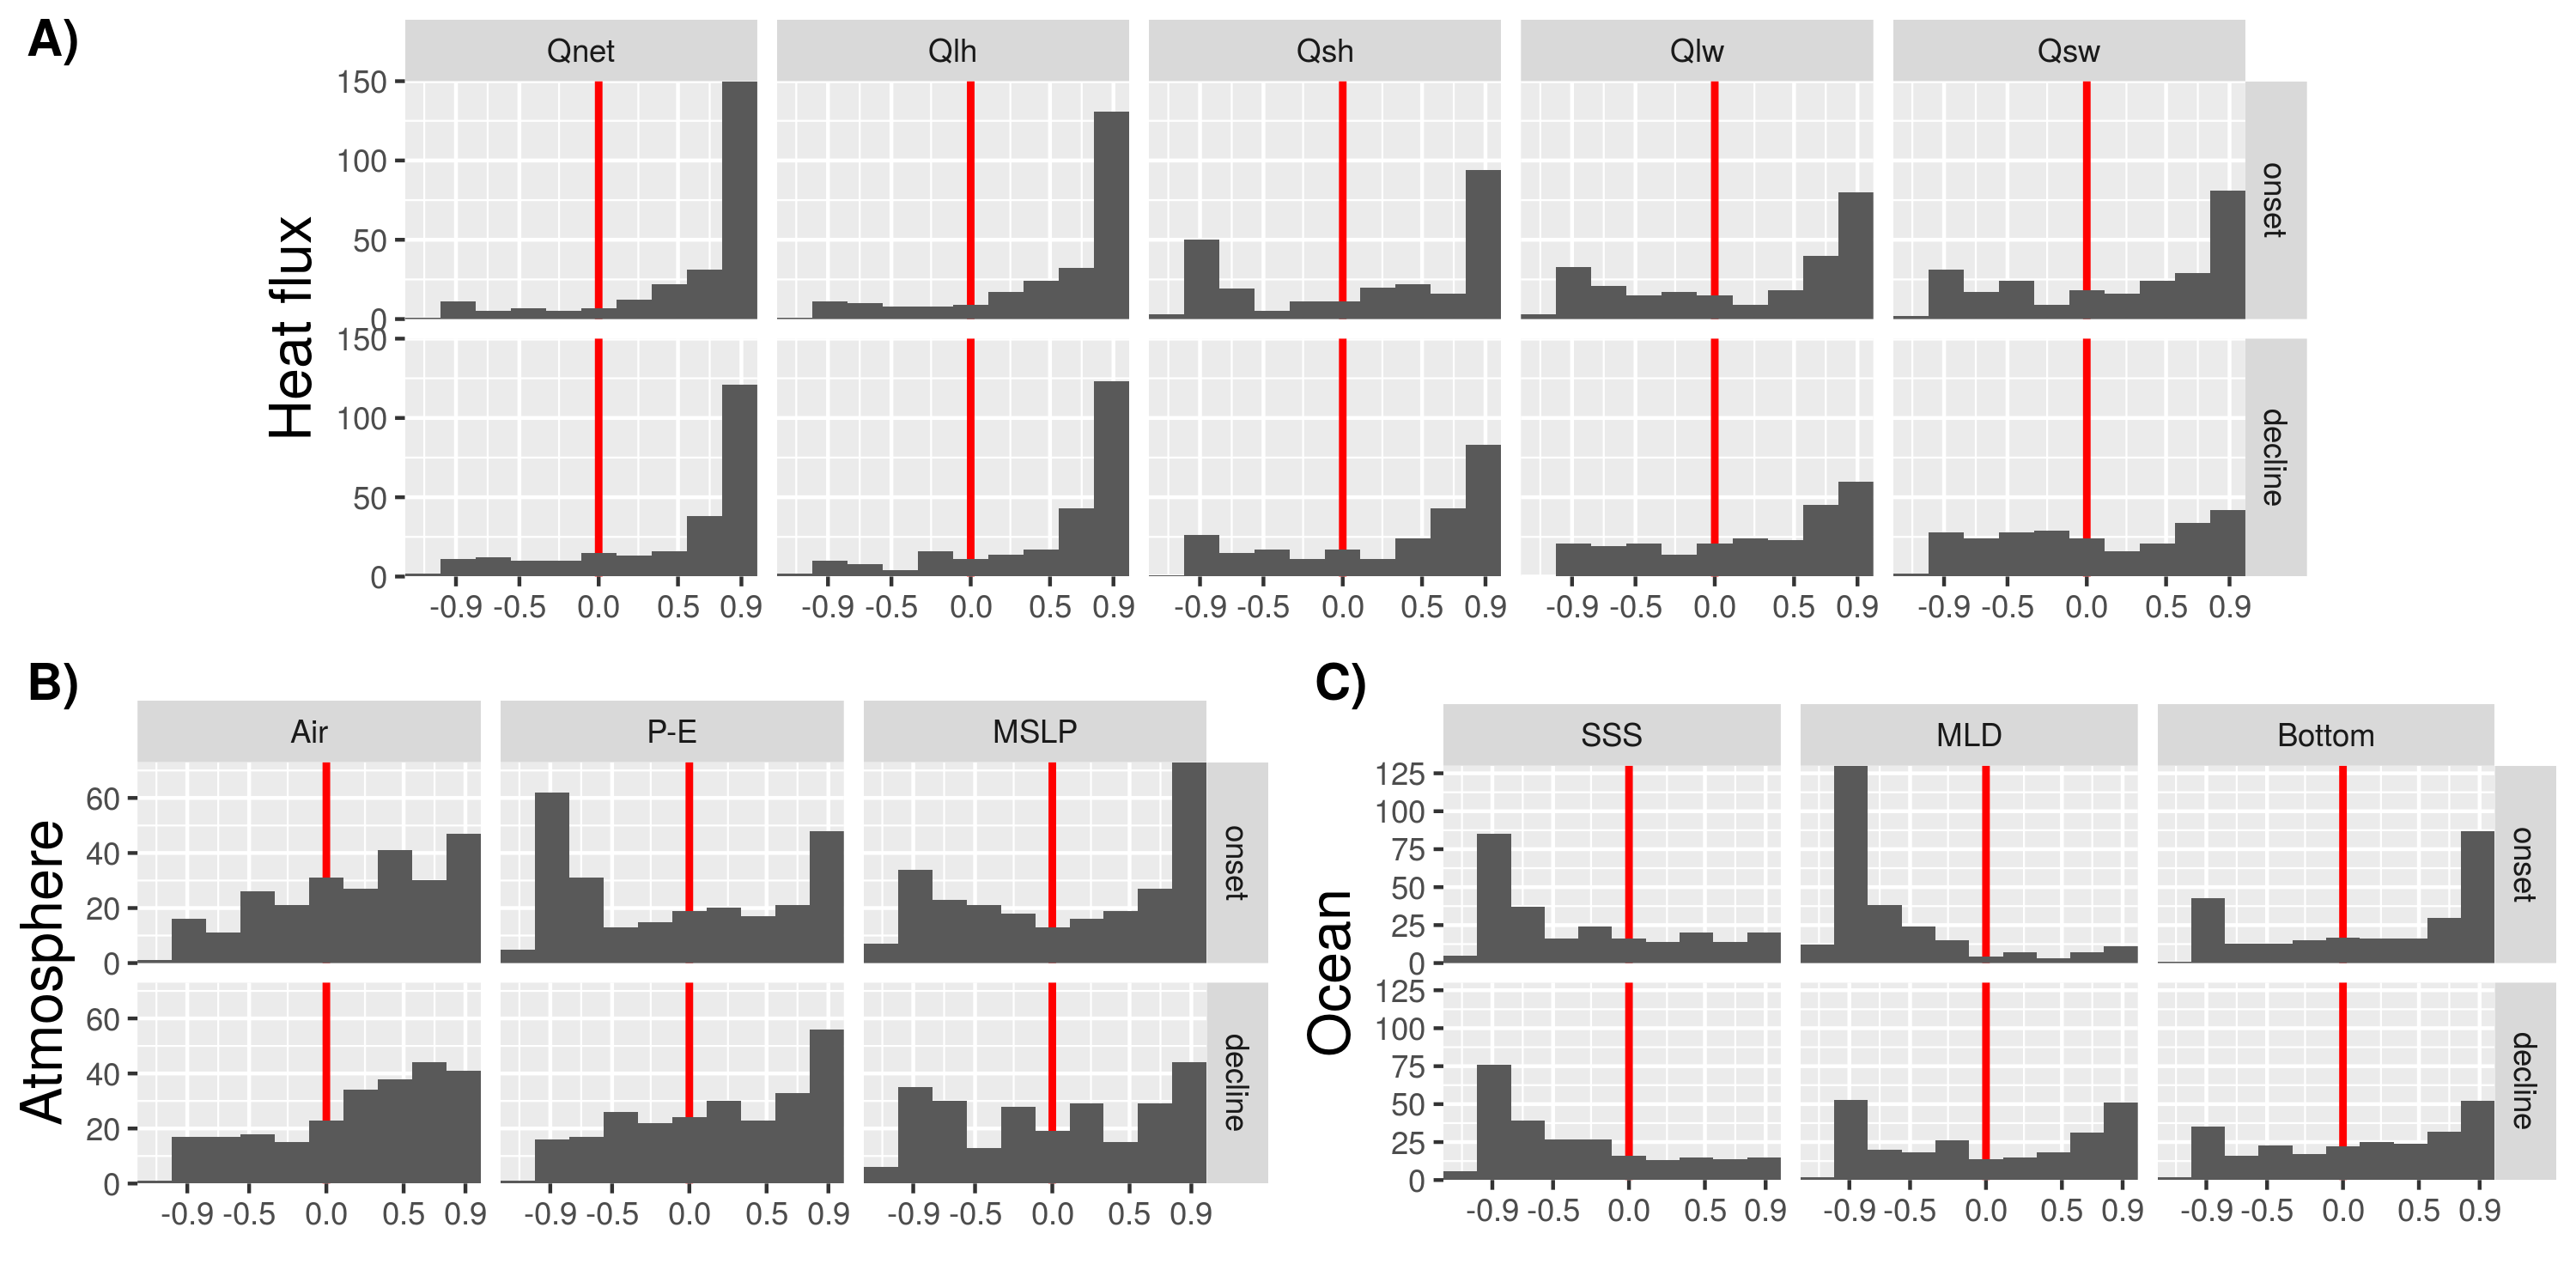 A)
Qnet Qlh Qsh Qlw Qsw
Heat flux
150
100
50
0
onset
150
100
50
0
decline
-0.9 -0.5 0.0 0.5 0.9 -0.9 -0.5 0.0 0.5 0.9 -0.9 -0.5 0.0 0.5 0.9 -0.9 -0.5 0.0 0.5 0.9 -0.9 -0.5 0.0 0.5 0.9
B)
Air P-E MSLP
Atmosphere
60
40
20
0
onset
60
40
20
0
decline
-0.9 -0.5 0.0 0.5 0.9 -0.9 -0.5 0.0 0.5 0.9 -0.9 -0.5 0.0 0.5 0.9
C)
SSS MLD Bottom
Ocean
125
100
75
50
25
0
onset
125
100
75
50
25
0
decline
-0.9 -0.5 0.0 0.5 0.9 -0.9 -0.5 0.0 0.5 0.9 -0.9 -0.5 0.0 0.5 0.9